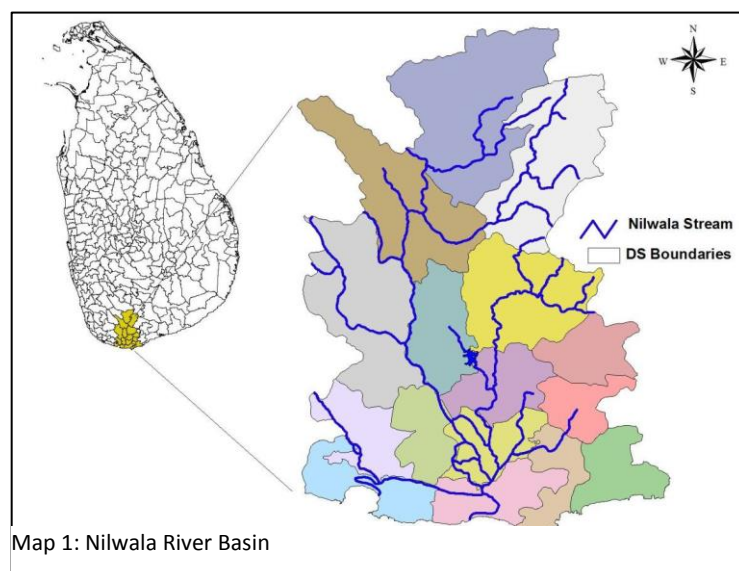 N
W E
S
Nilwala Stream
DS Boundaries
Map 1: Nilwala River Basin